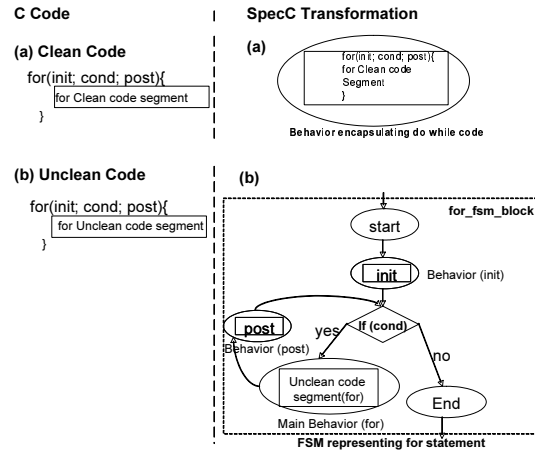 C Code
SpecC Transformation
(a) Clean Code
for(init; cond; post){
for Clean code segment
}
(a)
for(init; cond; post){
for Clean code
Segment
}
Behavior encapsulating do while code
(b) Unclean Code
for(init; cond; post){
for Unclean code segment
}
(b)
for_fsm_block
start
init
Behavior (init)
If (cond)
post
Behavior (post)
yes
no
Unclean code
segment(for)
Main Behavior (for)
End
FSM representing for statement